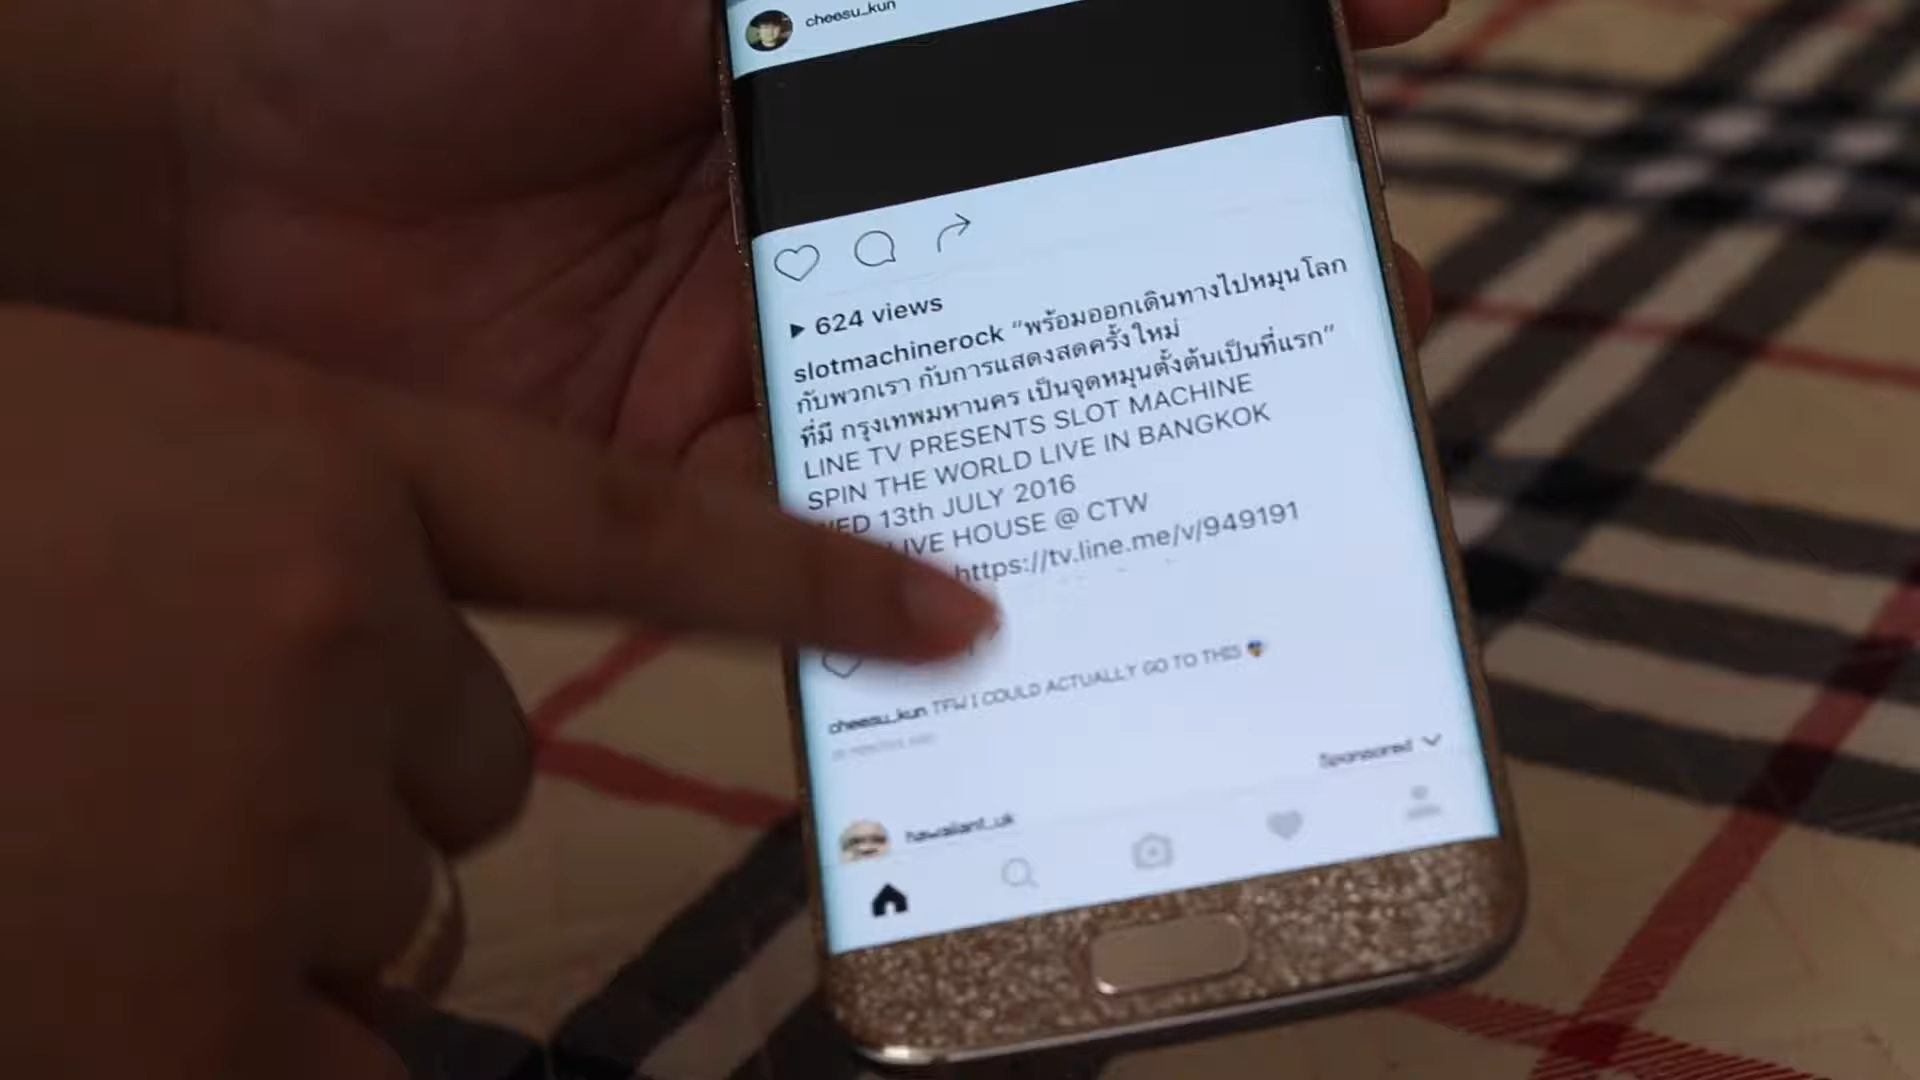 cheesu_kun
624 views
slotmachinerock “พร้อมออกเดินทางไปหมุนโลก
กับพวกเรา กับการแสดงสดครั้งใหม่
ที่มี กรุงเทพมหานคร เป็นจุดหมุนตั้งต้นเป็นที่แรก”
LINE TV PRESENTS SLOT MACHINE
SPIN THE WORLD LIVE IN BANGKOK
WED 13th JULY 2016
LIVE HOUSE @ CTW
https://tv.line.me/v/949191
cheesu_kun TFW I COULD ACTUALLY GO TO THIS
Sponsored